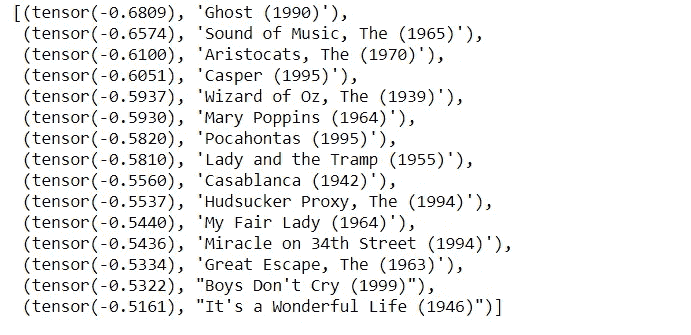 [(tensor(-0.6809), 'Ghost (1990)'),
(tensor(-0.6574), 'Sound of Music, The (1965)'),
(tensor(-0.6100), 'Aristocats, The (1970)'),
(tensor(-0.6051), 'Casper (1995)'),
(tensor(-0.5937), 'Wizard of Oz, The (1939)'),
(tensor(-0.5930), 'Mary Poppins (1964)'),
(tensor(-0.5820), 'Pocahontas (1995)'),
(tensor(-0.5810), 'Lady and the Tramp (1955)'),
(tensor(-0.5560), 'Casablanca (1942)'),
(tensor(-0.5537), 'Hudsucker Proxy, The (1994)'),
(tensor(-0.5440), 'My Fair Lady (1964)'),
(tensor(-0.5436), 'Miracle on 34th Street (1994)'),
(tensor(-0.5334), 'Great Escape, The (1963)'),
(tensor(-0.5322), "Boys Don't Cry (1999)"),
(tensor(-0.5161), "It's a Wonderful Life (1946)")]